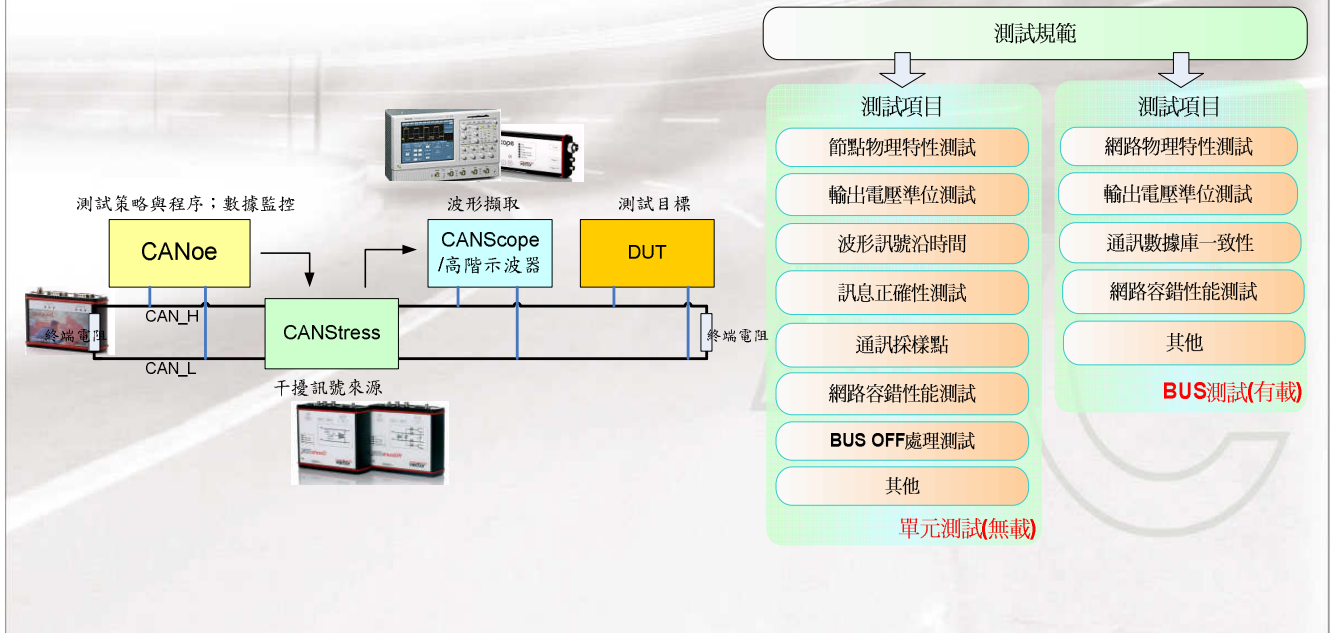 測試策略與程序；數據監控
CANoe
波形擷取
CANScope
/高階示波器
測試目標
DUT
CAN_H
終端電阻
CAN_L
CANStress
終端電阻
干擾訊號來源
測試規範
測試項目
節點物理特性測試
輸出電壓準位測試
波形訊號沿時間
訊息正確性測試
通訊採樣點
網路容錯性能測試
BUS OFF處理測試
其他
單元測試(無載)
測試項目
網路物理特性測試
輸出電壓準位測試
通訊數據庫一致性
網路容錯性能測試
其他
BUS測試(有載)